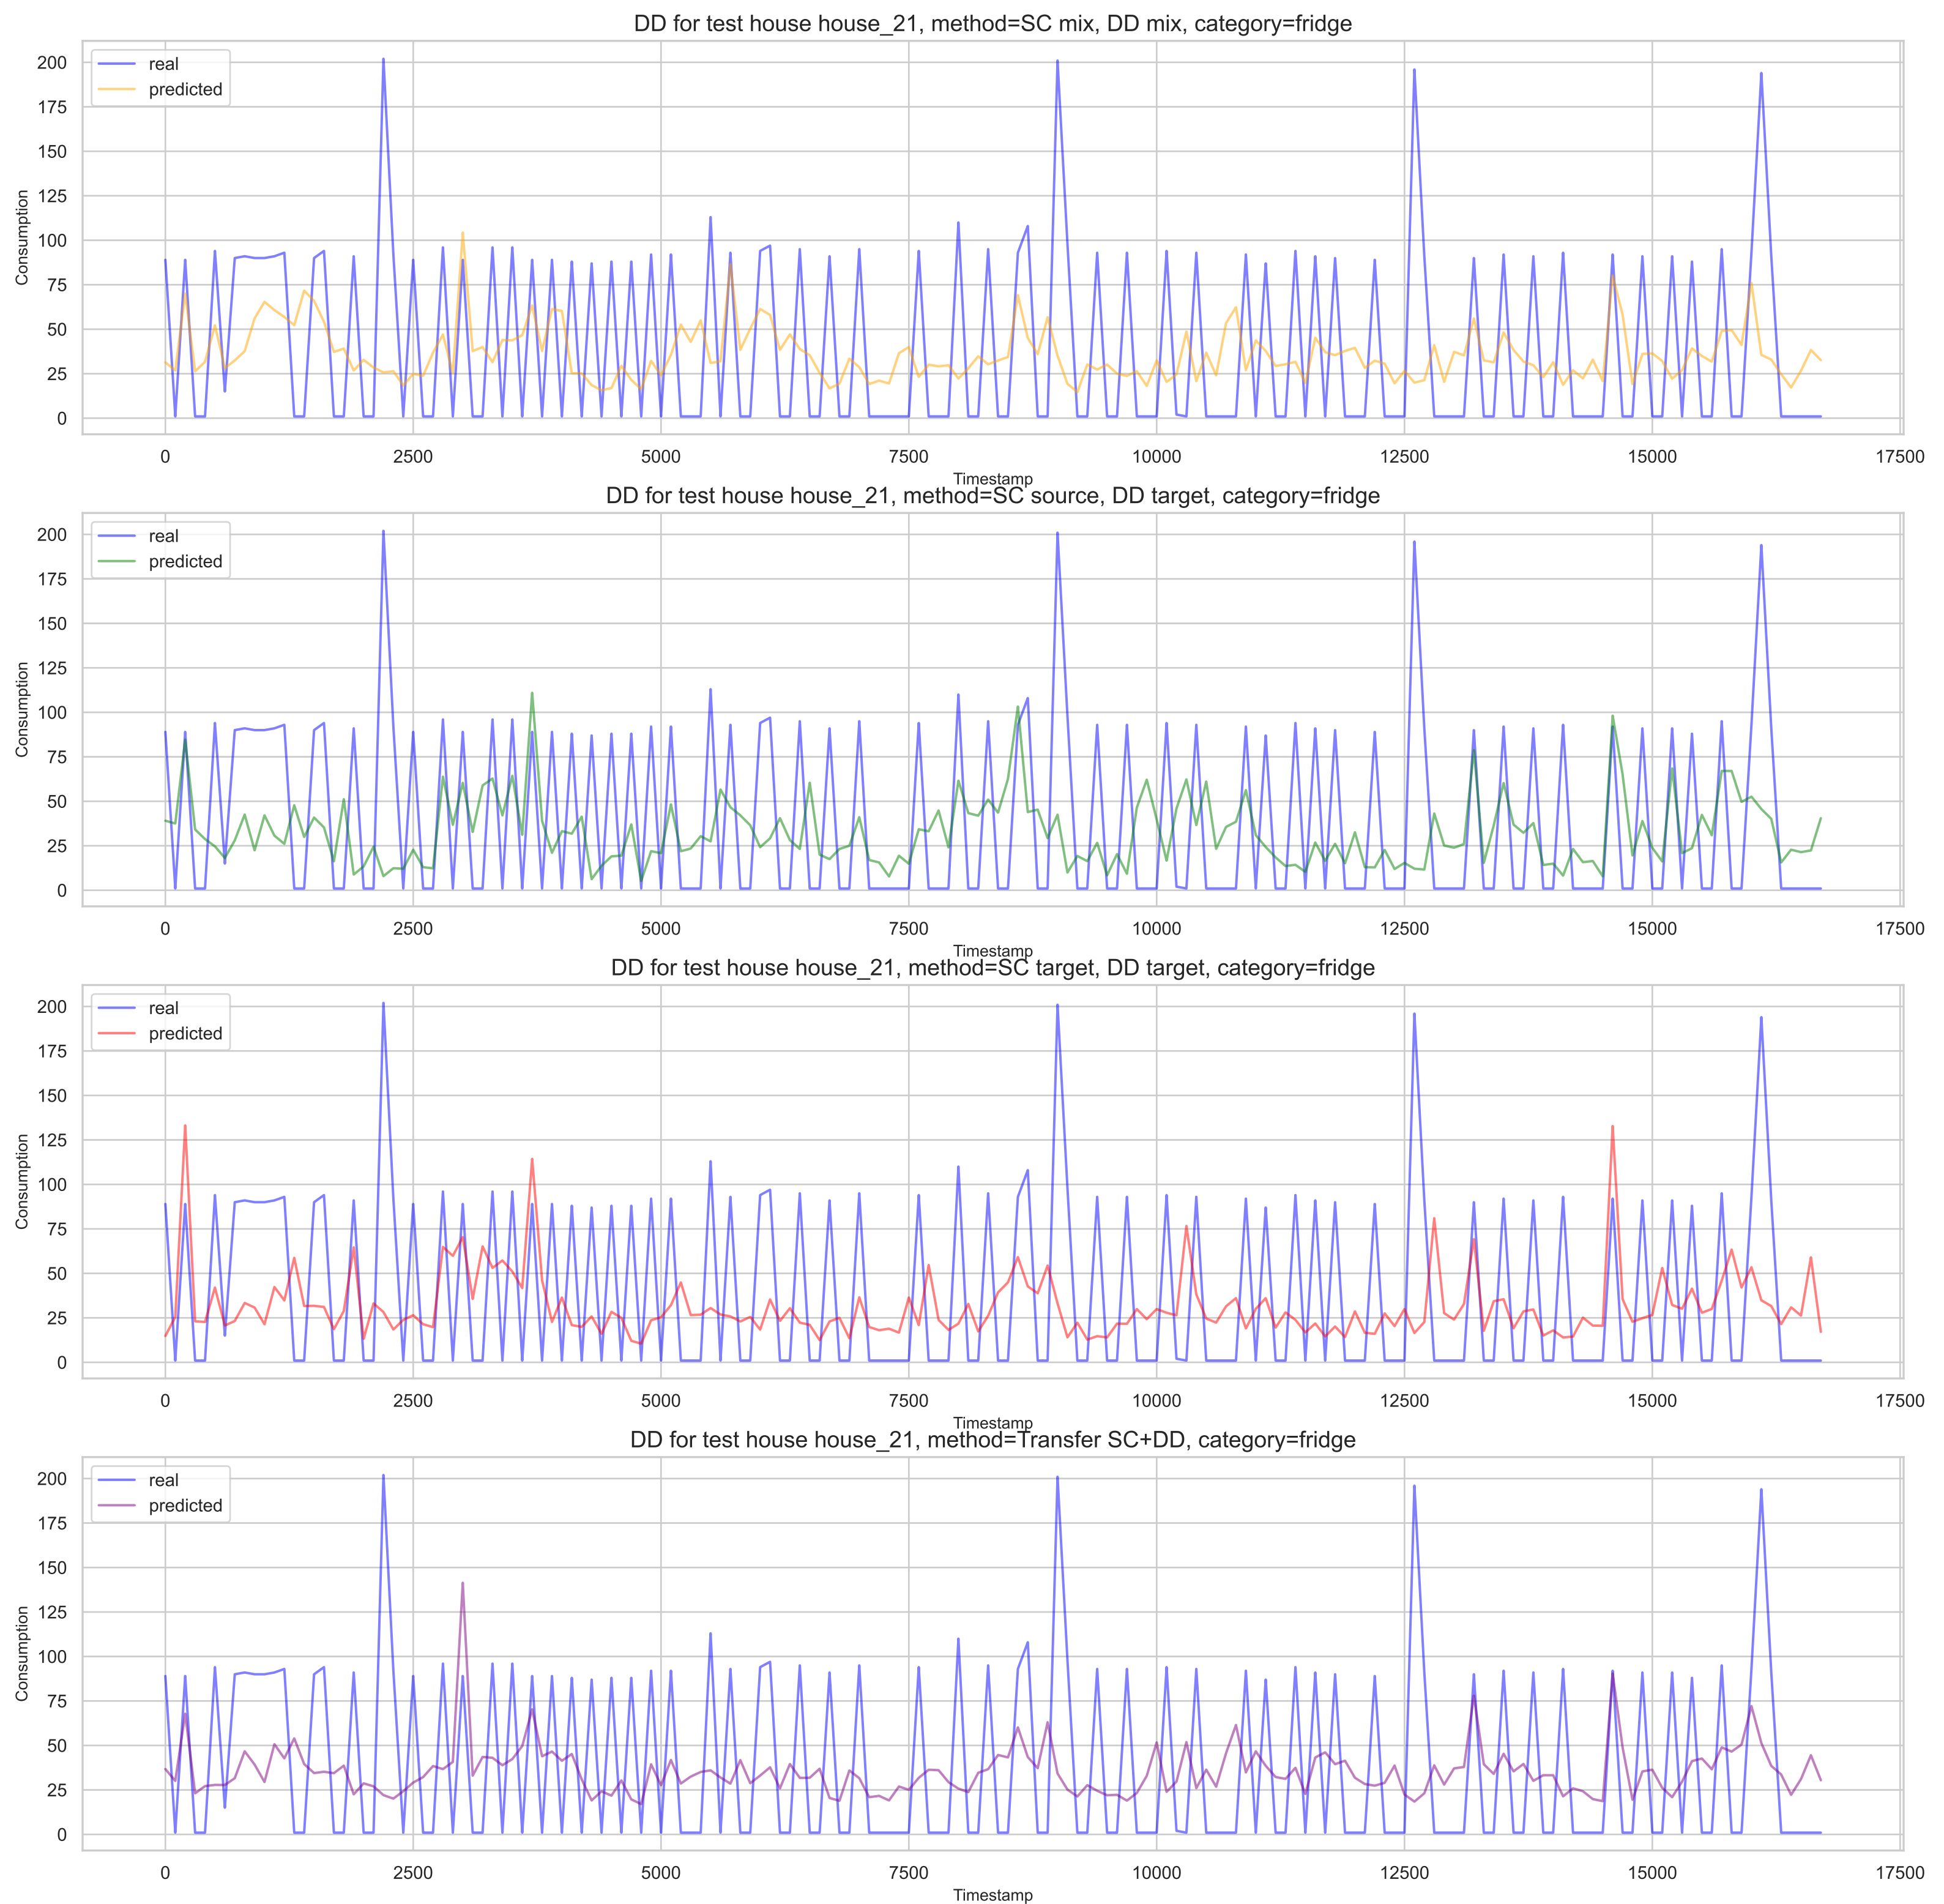 DD for test house house_21, method=SC mix, DD mix, category=fridge
real
predicted
200
175
150
125
100
75
50
25
0
Consumption
0 2500 5000 7500 10000 12500 15000 17500
Timestamp
DD for test house house_21, method=SC source, DD target, category=fridge
real
predicted
200
175
150
125
100
75
50
25
0
Consumption
0 2500 5000 7500 10000 12500 15000 17500
Timestamp
DD for test house house_21, method=SC target, DD target, category=fridge
real
predicted
200
175
150
125
100
75
50
25
0
Consumption
0 2500 5000 7500 10000 12500 15000 17500
Timestamp
DD for test house house_21, method=Transfer SC+DD, category=fridge
real
predicted
200
175
150
125
100
75
50
25
0
Consumption
0 2500 5000 7500 10000 12500 15000 17500
Timestamp